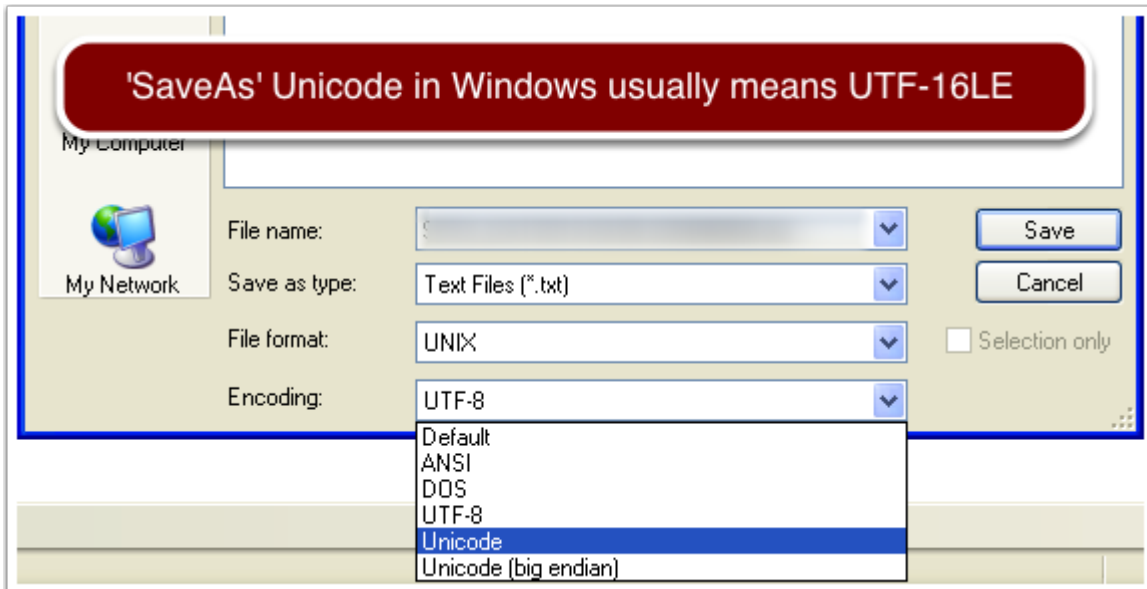 'SaveAs' Unicode in Windows usually means UTF-16LE
My Computer
My Network
File name:
Save
Save as type:
Text Files (*.txt)
Cancel
File format:
UNIX
Selection only
Encoding:
UTF-8
Default
ANSI
DOS
UTF-8
Unicode
Unicode (big endian)